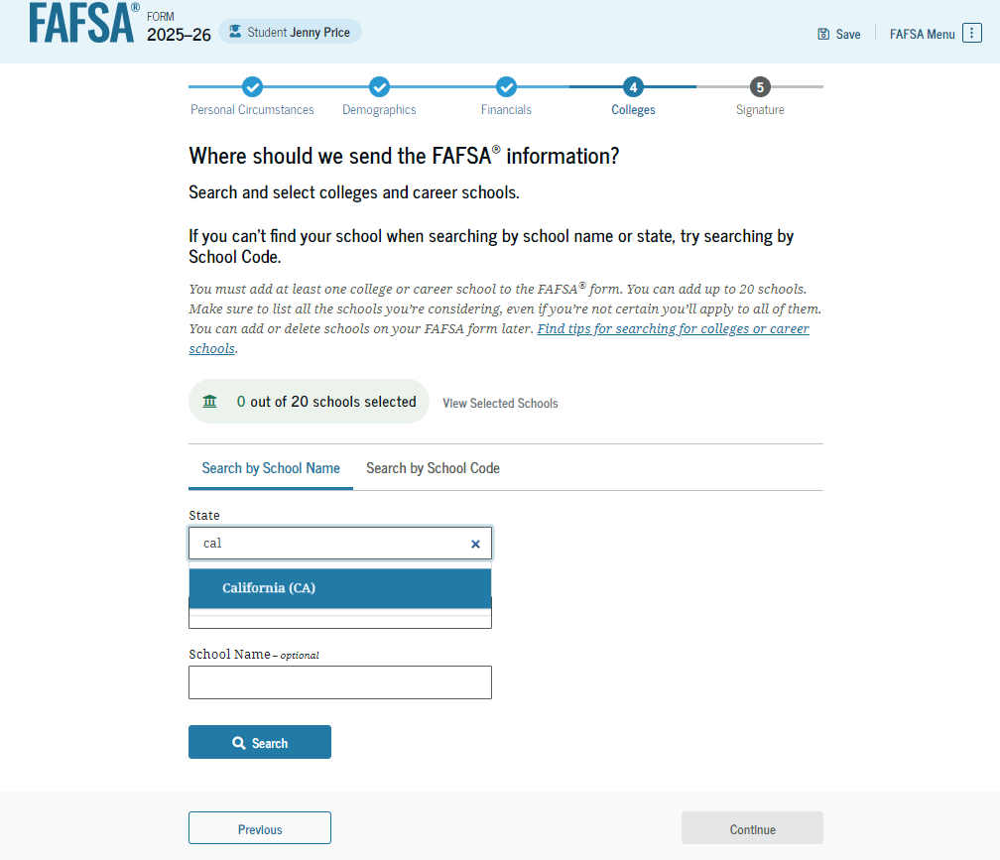 FAFSA®
FORM
2025–26
Student Jenny Price
Save
FAFSA Menu
Personal Circumstances
Demographics
Financials
4
Colleges
5
Signature
Where should we send the FAFSA® information?
Search and select colleges and career schools.
If you can't find your school when searching by school name or state, try searching by
School Code.
You must add at least one college or career school to the FAFSA® form. You can add up to 20 schools.
Make sure to list all the schools you're considering, even if you're not certain you'll apply to all of them.
You can add or delete schools on your FAFSA form later. Find tips for searching for colleges or career
schools.
0 out of 20 schools selected
View Selected Schools
Search by School Name
Search by School Code
State
cal
California (CA)
School Name – optional
Search
Previous
Continue